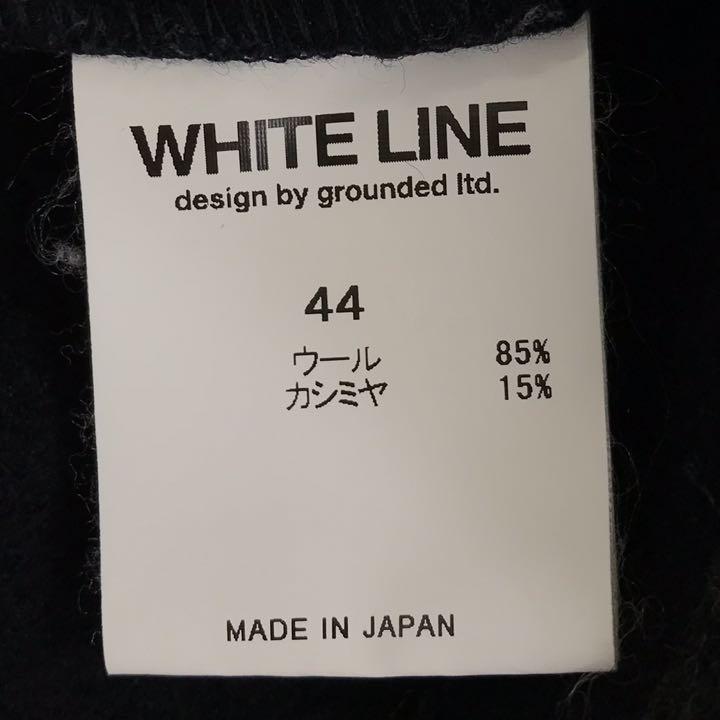 WHITE LINE
design by grounded ltd.
44
ウール 85%
カシミヤ 15%
MADE IN JAPAN